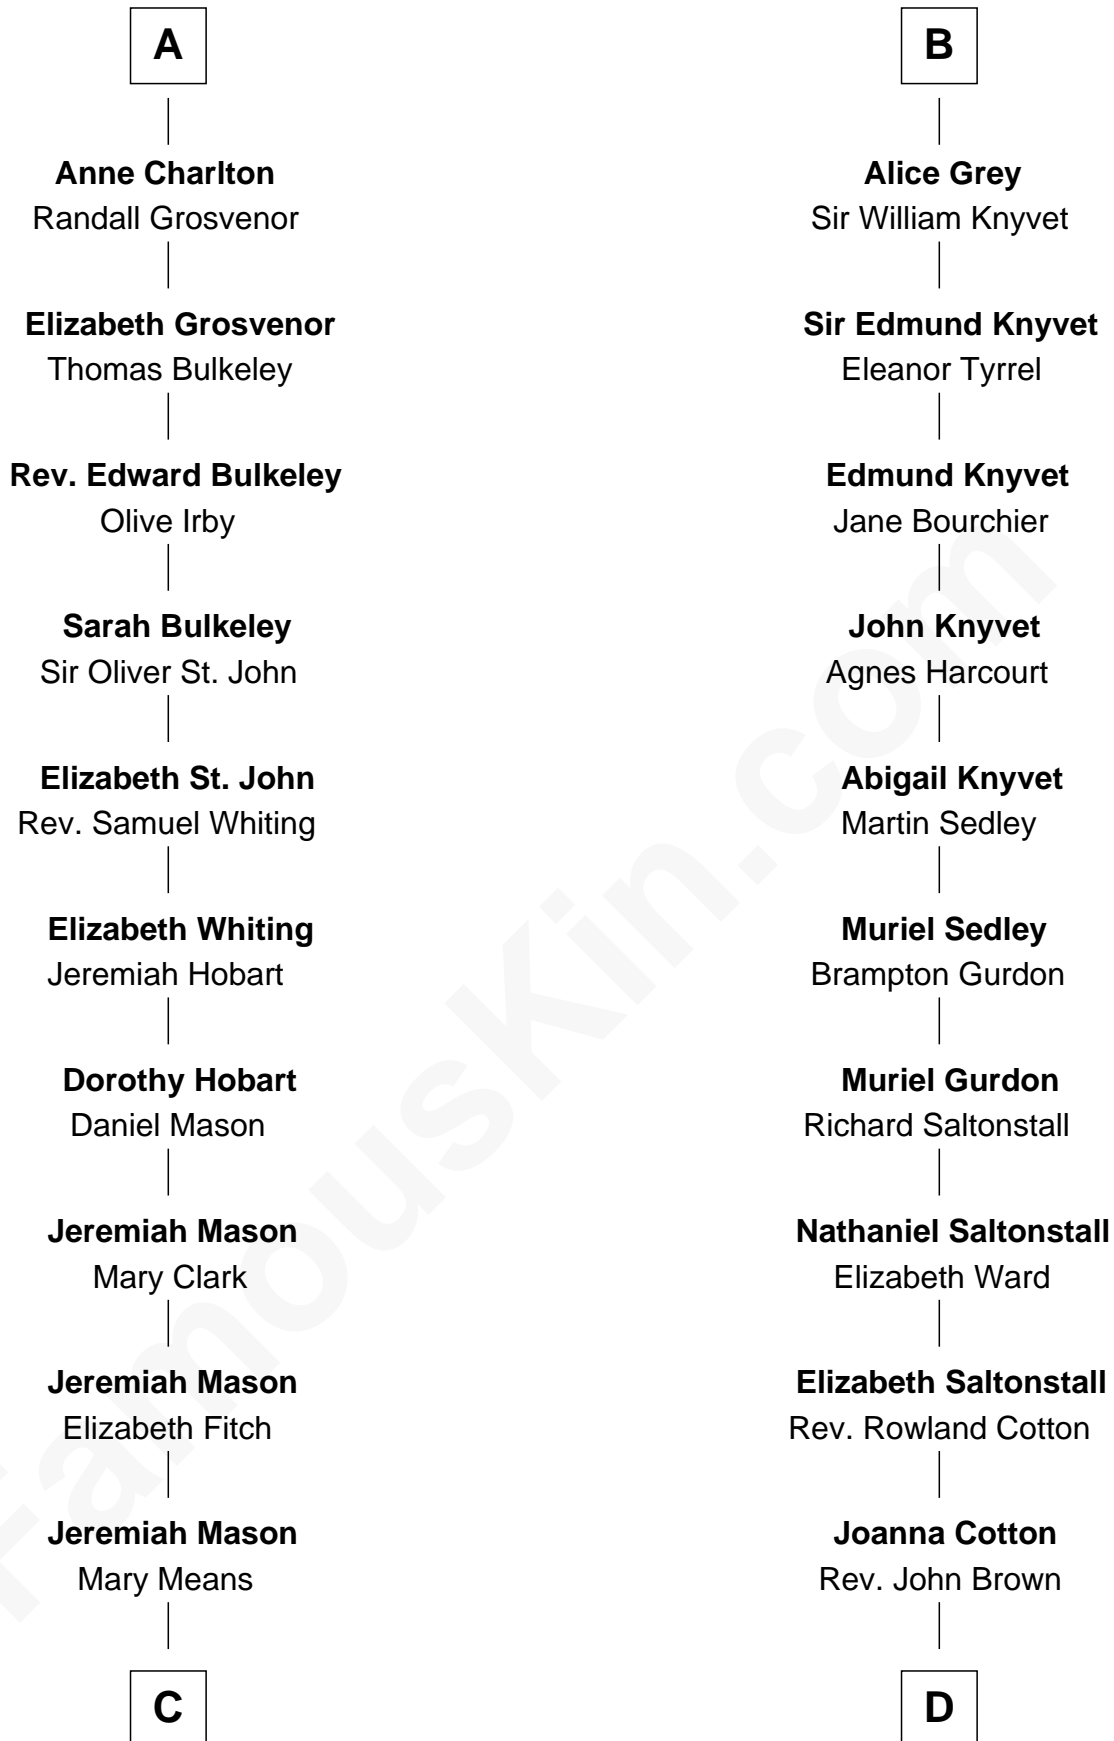 A
Anne Charlton
Randall Grosvenor
Elizabeth Grosvenor
Thomas Bulkeley
Rev. Edward Bulkeley
Olive Irby
Sarah Bulkeley
Sir Oliver St. John
Elizabeth St. John
Rev. Samuel Whiting
Elizabeth Whiting
Jeremiah Hobart
Dorothy Hobart
Daniel Mason
Jeremiah Mason
Mary Clark
Jeremiah Mason
Elizabeth Fitch
Jeremiah Mason
Mary Means
C
B
Alice Grey
Sir William Knyvet
Sir Edmund Knyvet
Eleanor Tyrrel
Edmund Knyvet
Jane Bourchier
John Knyvet
Agnes Harcourt
Abigail Knyvet
Martin Sedley
Muriel Sedley
Brampton Gurdon
Muriel Gurdon
Richard Saltonstall
Nathaniel Saltonstall
Elizabeth Ward
Elizabeth Saltonstall
Rev. Rowland Cotton
Joanna Cotton
Rev. John Brown
D
FamousKin.com